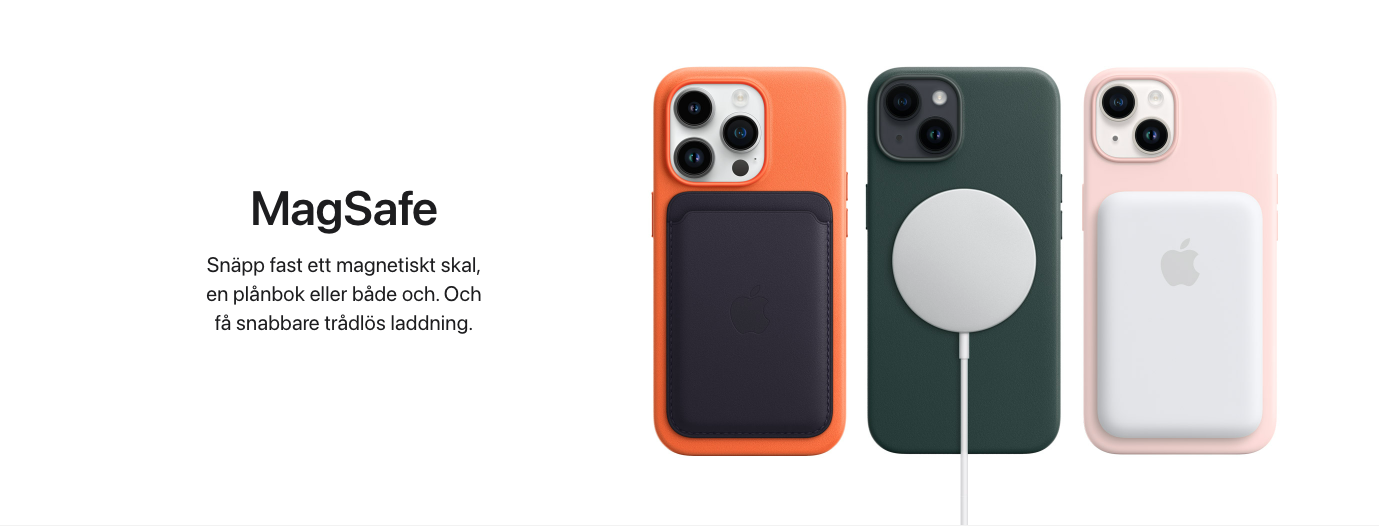 MagSafe
Snäpp fast ett magnetiskt skal,
en plånbok eller både och. Och
få snabbare trådlös laddning.